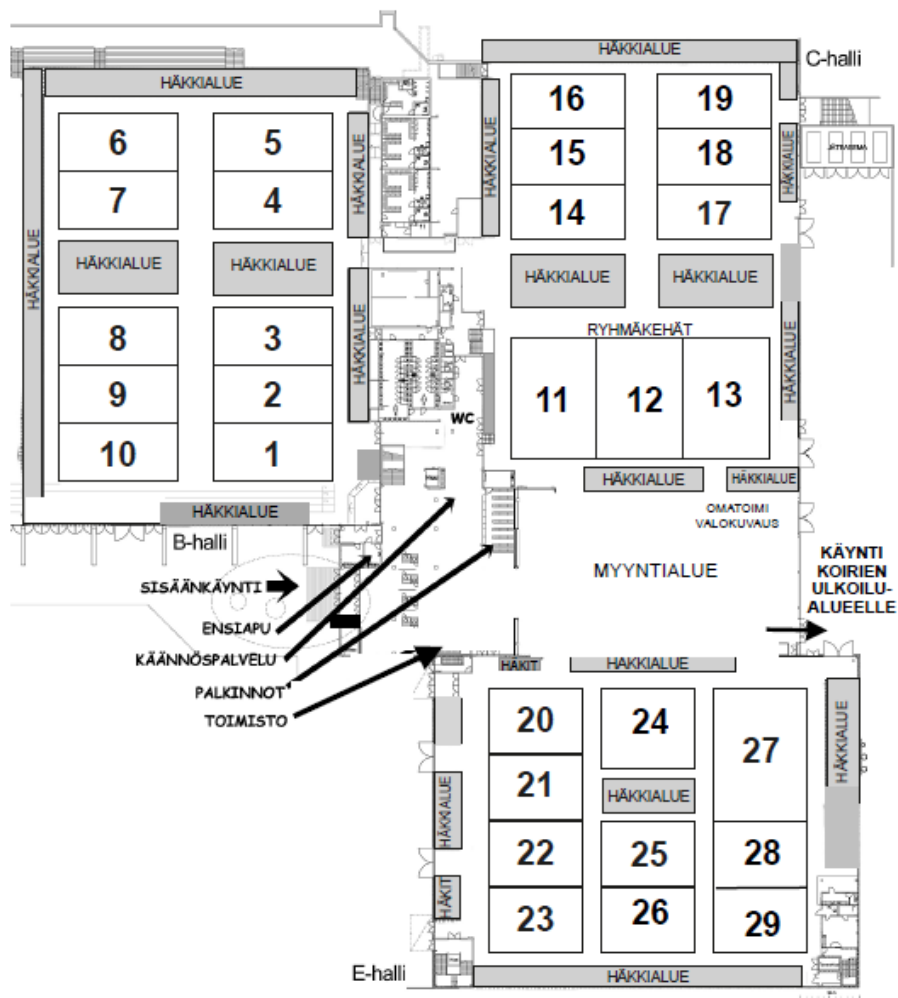 HÄKKIALUE
C-halli
HÄKKIALUE
16
19
15
18
14
17
HÄKKIALUE
HÄKKIALUE
JÄTEASEMA
6
5
7
4
HÄKKIALUE
HÄKKIALUE
HÄKKIALUE
HÄKKIALUE
HÄKKIALUE
HÄKKIALUE
8
3
9
2
10
1
HÄKKIALUE
HÄKKIALUE
B-halli
RYHMÄKEHÄT
11
12
13
HÄKKIALUE
WC
HÄKKIALUE
HÄKKIALUE
OMATOIMI
VALOKUVAUS
MYYNTIALUE
KÄYNTI
KOIRIEN
ULKOILU-
ALUEELLE
SISÄÄNKÄYNTI
ENSIAPU
KÄÄNNÖSPALVELU
PALKINNOT
TOIMISTO
HÄKIT
HÄKKIALUE
20
24
27
21
HÄKKIALUE
HÄKKIALUE
HÄKKIALUE
22
25
28
HÄKIT
23
26
29
E-halli
HÄKKIALUE